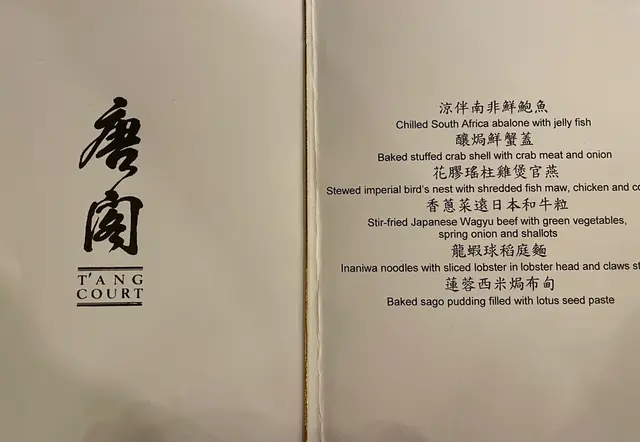 唐閣
T'ANG
COURT
涼伴南非鮮鮑魚
Chilled South Africa abalone with jelly fish
釀焗鮮蟹蓋
Baked stuffed crab shell with crab meat and onion
花膠瑤柱雞煲官燕
Stewed imperial bird's nest with shredded fish maw, chicken and
香蔥菜遠日本和牛粒
Stir-fried Japanese Wagyu beef with green vegetables,
spring onion and shallots
龍蝦球稻庭麵
Inaniwa noodles with sliced lobster in lobster head and claws
蓮蓉西米焗布甸
Baked sago pudding filled with lotus seed paste